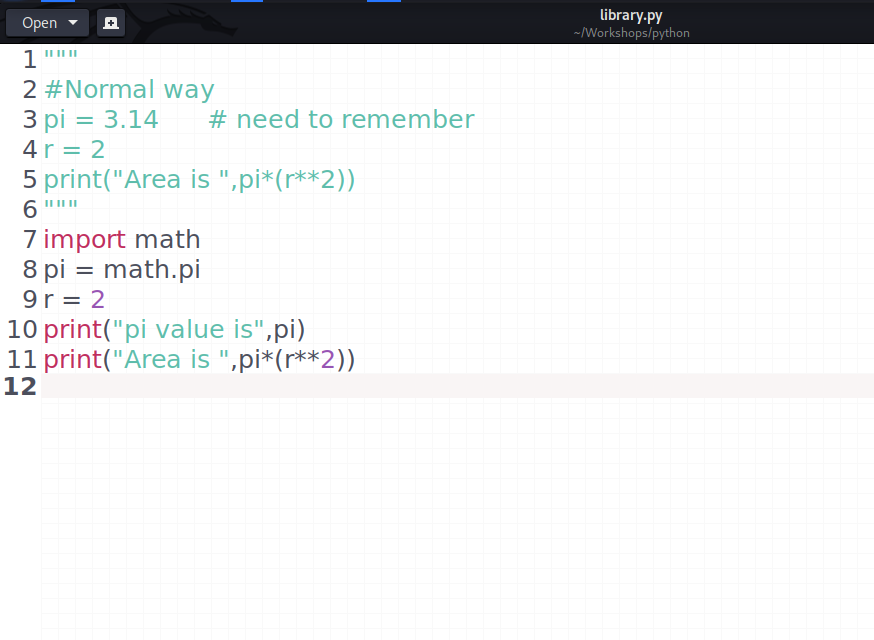 Open
library.py
~/Workshops/python
1 """
2 #Normal way
3 pi = 3.14      # need to remember
4 r = 2
5 print("Area is ",pi*(r**2))
6 """
7 import math
8 pi = math.pi
9 r = 2
10 print("pi value is",pi)
11 print("Area is ",pi*(r**2))
12